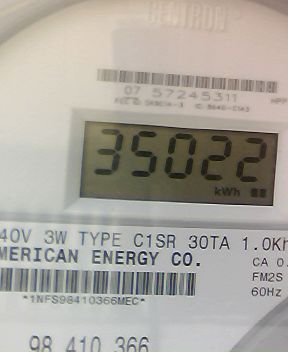 CENTRON
07 57245311
35022
kWh
40V 3W TYPE C1SR 30TA 1.0Kh
MERICAN ENERGY CO.
CA 0.
FM2S
*1NFS98410366MEC*
60Hz
98 410 366